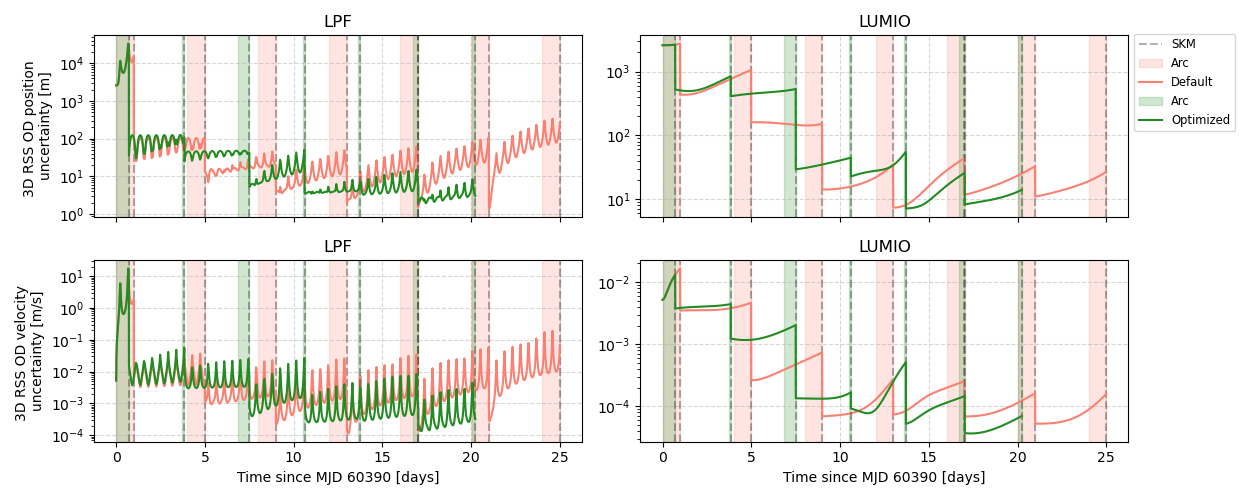 LPF
LUMIO
3D RSS OD position
uncertainty [m]
10⁴
10³
10²
10¹
10⁰
10³
10²
10¹
SKM
Arc
Default
Arc
Optimized
LPF
LUMIO
3D RSS OD velocity
uncertainty [m/s]
10¹
10⁰
10⁻¹
10⁻²
10⁻³
10⁻⁴
10⁻²
10⁻³
10⁻⁴
0 5 10 15 20 25
0 5 10 15 20 25
Time since MJD 60390 [days]
Time since MJD 60390 [days]